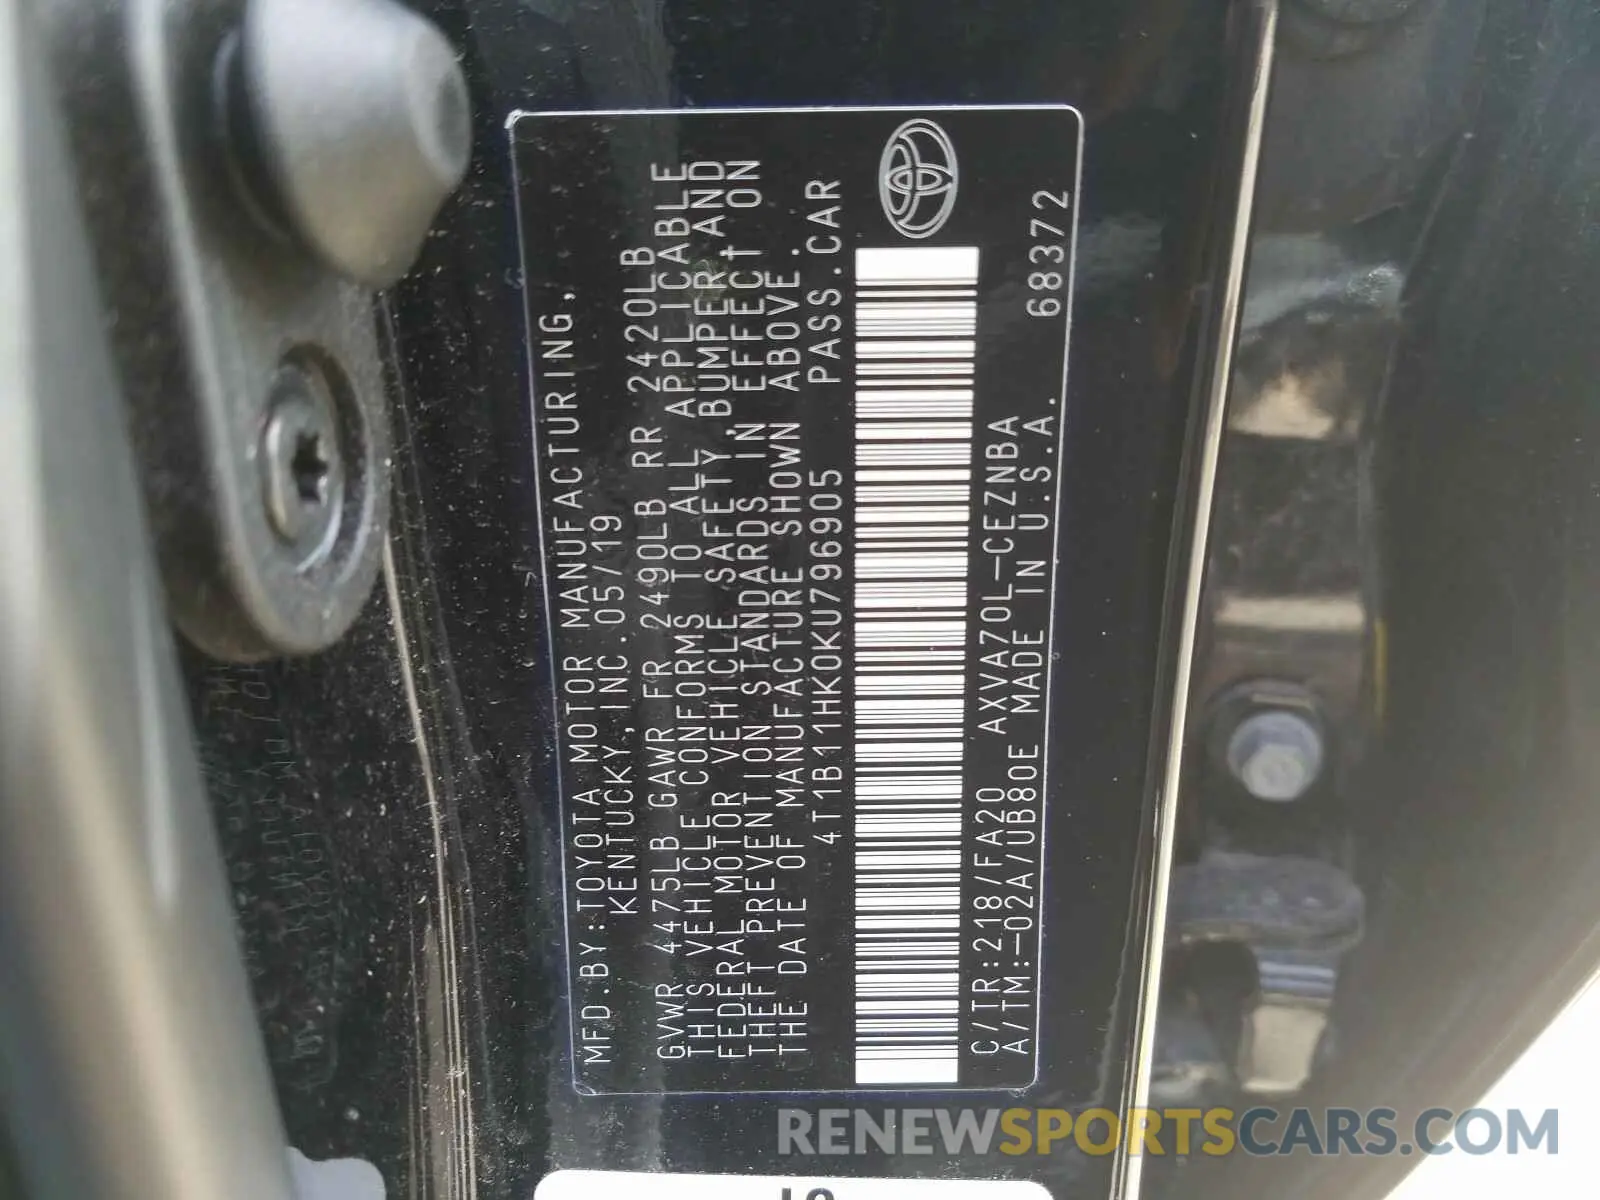 MFD.BY:TOYOTA MOTOR MANUFACTURING,
KENTUCKY,INC.05/19
GVWR 4475LB GAWR FR 2490LB RR 2420LB
THIS VEHICLE CONFORMS TO ALL APPLICABLE
FEDERAL MOTOR VEHICLE SAFETY,BUMPER,AND
THEFT PREVENTION STANDARDS IN EFFECT ON
THE DATE OF MANUFACTURE SHOWN ABOVE.
4T1B11HK0KU796905 PASS.CAR
C/TR:218/FA20 AXVA70L-CEZNBA
A/TM:-02A/UB80E MADE IN U.S.A.
68372
RENEWSPORTSCARS.COM